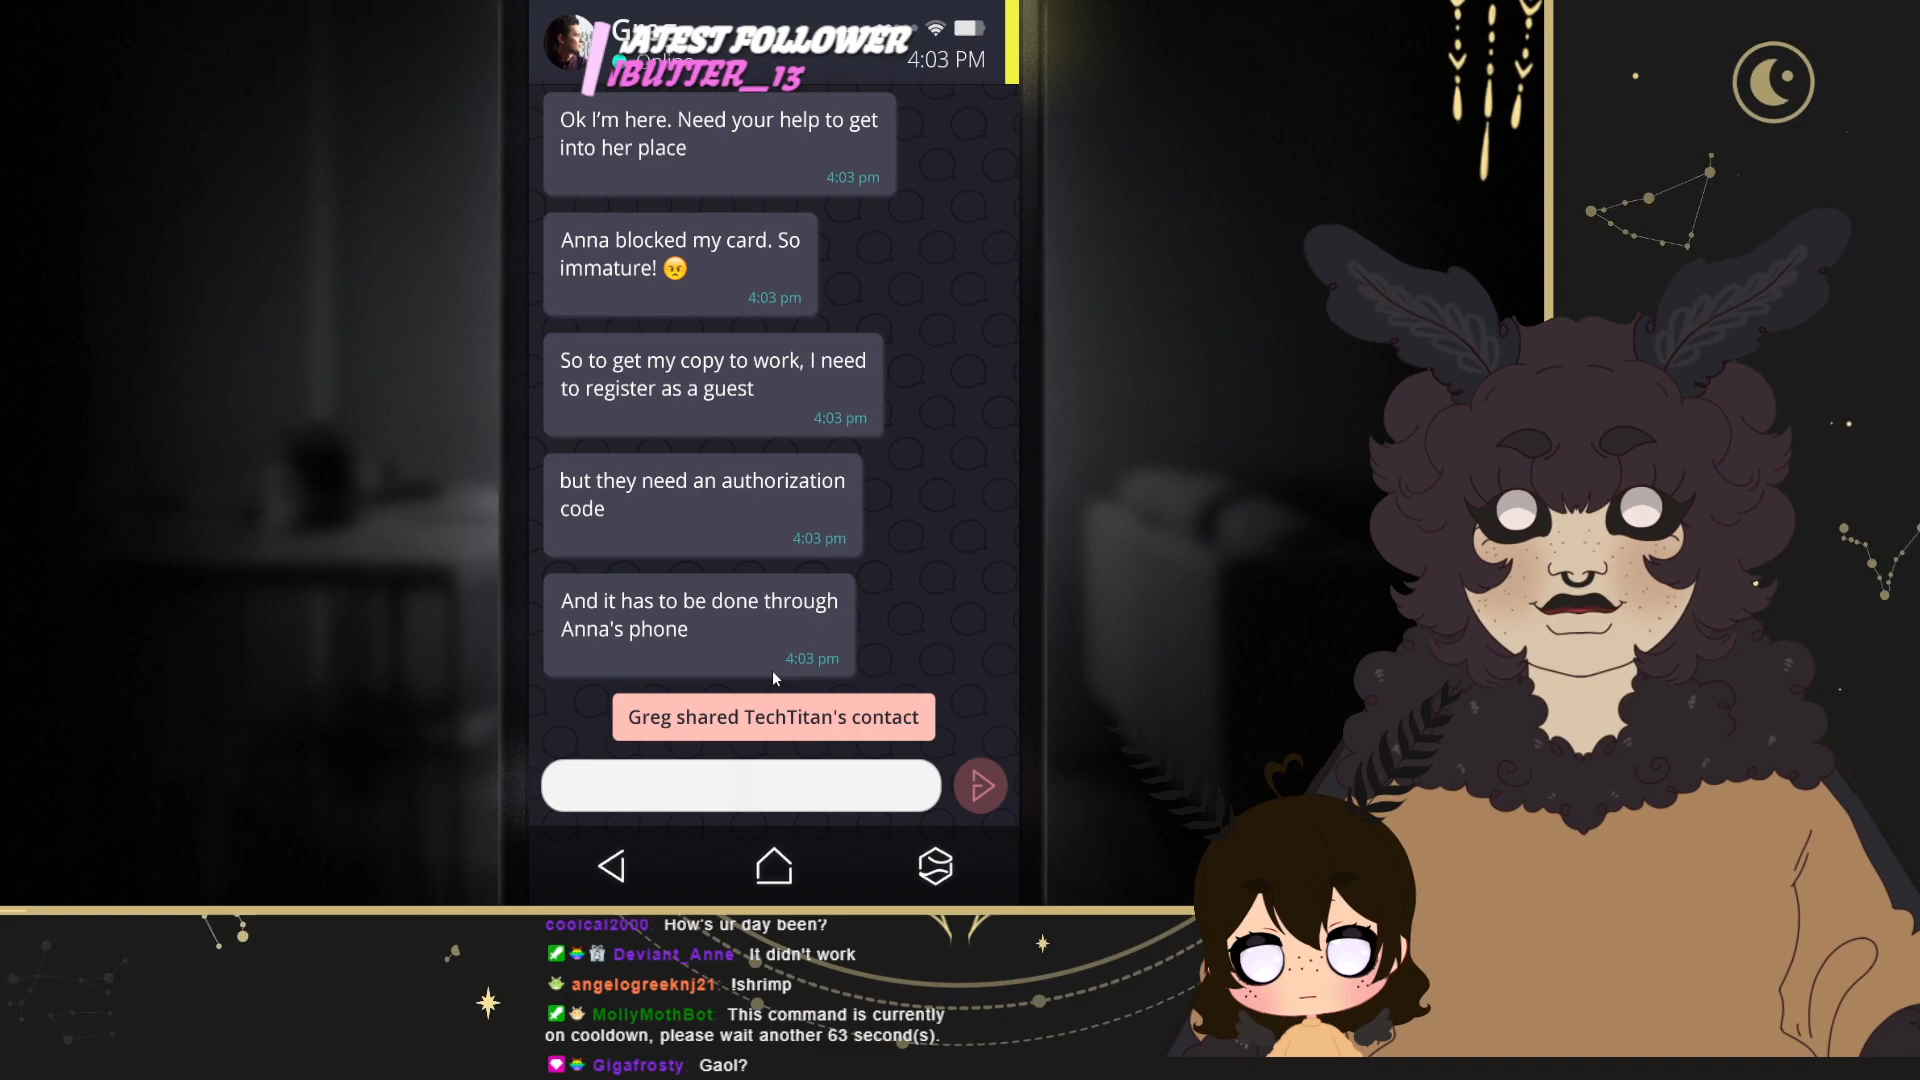 Greg
LATEST FOLLOWER
Online
IBUTTER_13
4:03 PM
Ok I'm here. Need your help to get
into her place
4:03 pm
Anna blocked my card. So
immature! 😠
4:03 pm
So to get my copy to work, I need
to register as a guest
4:03 pm
but they need an authorization
code
4:03 pm
And it has to be done through
Anna's phone
4:03 pm
Greg shared TechTitan's contact
coolcal2000: How's ur day been?
Deviant_Anne: It didn't work
angelogreeknj21: !shrimp
MollyMothBot: This command is currently
on cooldown, please wait another 63 second(s).
Gigafrosty: Gaol?